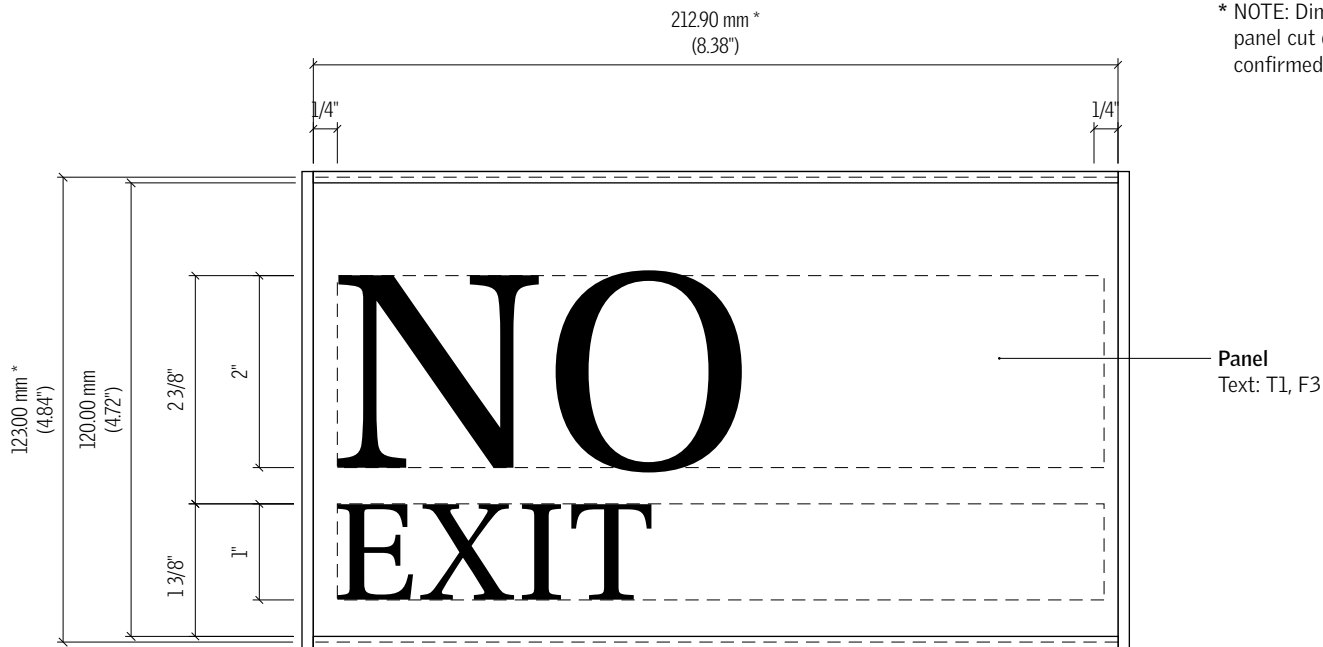 212.90 mm *
(8.38")
* NOTE:
panel cut
confirmed
1/4"
1/4"
123.00 mm *
(4.84")
120.00 mm
(4.72")
2 3/8"
2"
NO
Panel
Text: T1, F3
1 3/8"
1"
EXIT